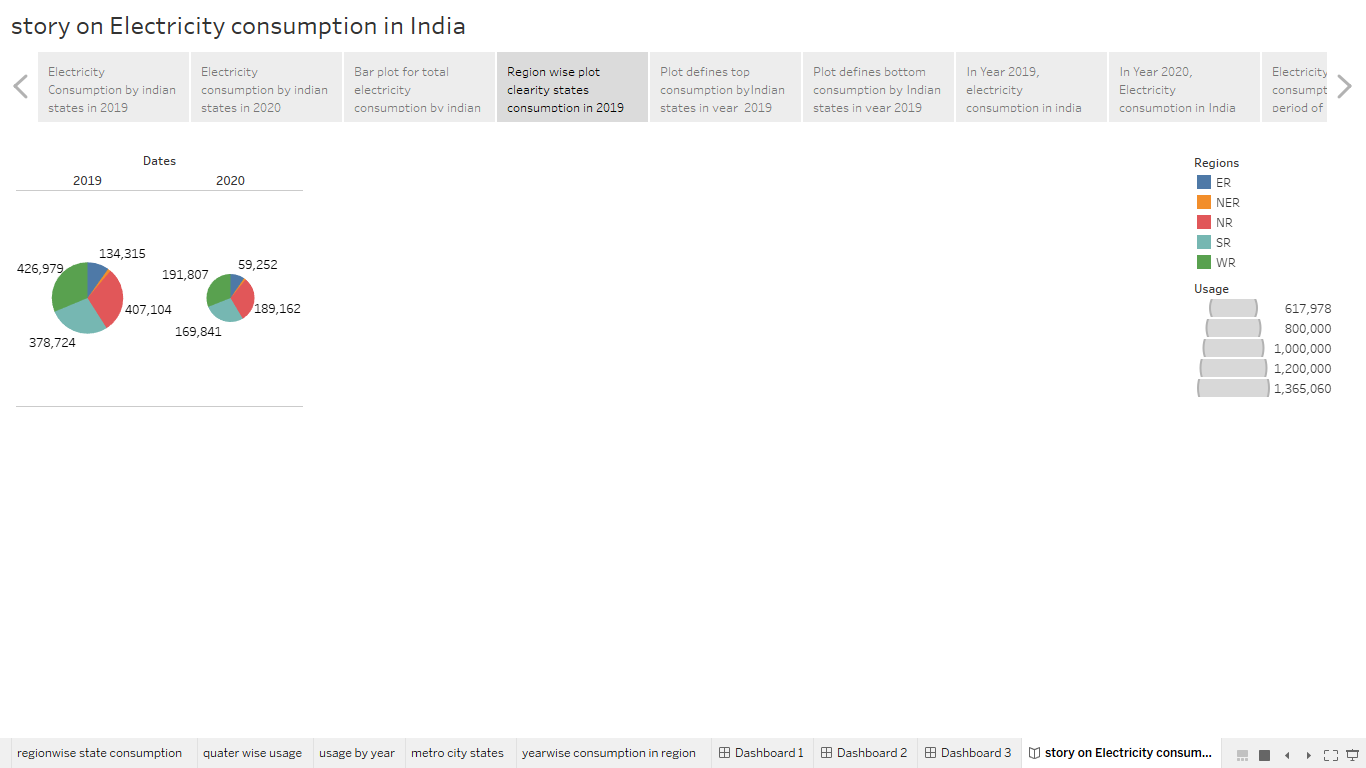 story on Electricity consumption in India
Electricity
Consumption by indian
states in 2019
Electricity
consumption by indian
states in 2020
Bar plot for total
electricity
consumption by indian
Region wise plot
clearity states
consumption in 2019
Plot defines top
consumption byIndian
states in year 2019
Plot defines bottom
consumption by Indian
states in year 2019
In Year 2019,
electricity
consumption in india
In Year 2020,
Electricity
consumption in India
Electricity
consumpt
period of
Dates
2019
2020
134,315
426,979
407,104
378,724
59,252
191,807
189,162
169,841
Regions
ER
NER
NR
SR
WR
Usage
617,978
800,000
1,000,000
1,200,000
1,365,060
regionwise state consumption
quater wise usage
usage by year
metro city states
yearwise consumption in region
Dashboard 1
Dashboard 2
Dashboard 3
story on Electricity consum...